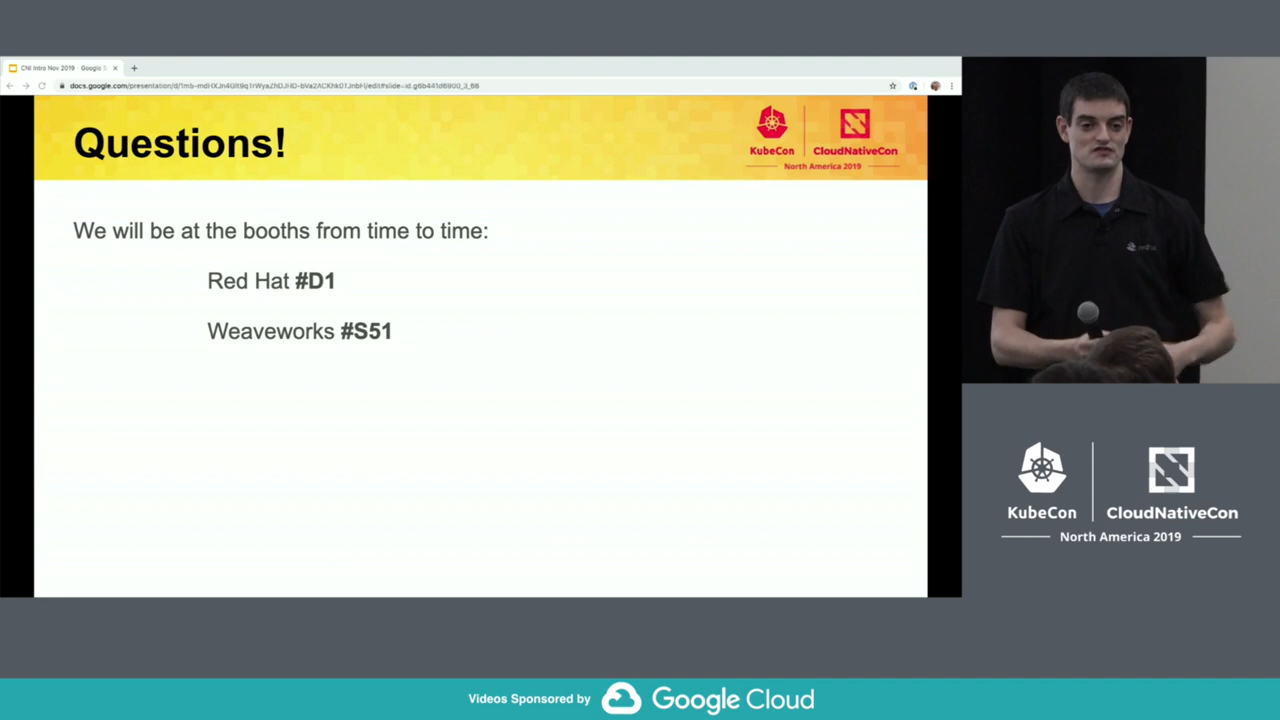 CNI Intro Nov 2019 - Google S
Questions!
KubeCon
CloudNativeCon
North America 2019
We will be at the booths from time to time:
Red Hat #D1
Weaveworks #S51
KubeCon
CloudNativeCon
North America 2019
Videos Sponsored by
Google Cloud